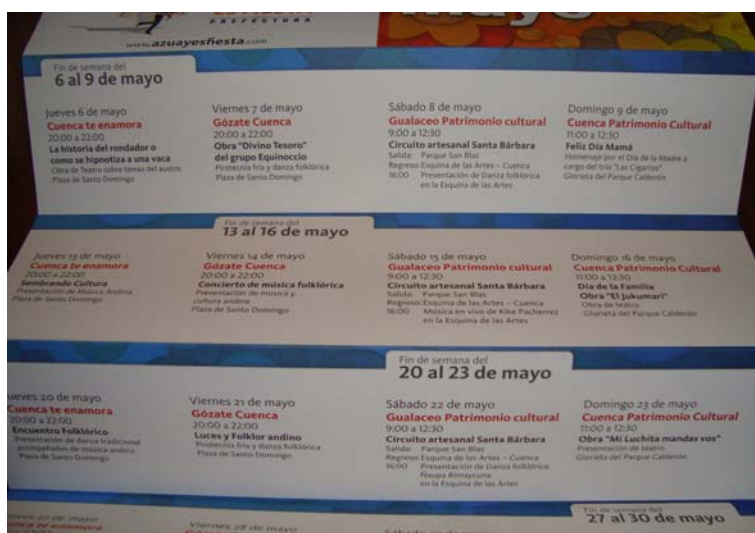 PREFECTURA
www.azuayesfiesta.com
mayo
Fin de semana del
6 al 9 de mayo
Jueves 6 de mayo
Cuenca te enamora
20:00 a 22:00
La historia del rondador o
como se hipnotiza a una vaca
Obra de Teatro sobre temas del austro
Plaza de Santo Domingo
Viernes 7 de mayo
Gózate Cuenca
20:00 a 22:00
Obra "Divino Tesoro"
del grupo Equinoccio
Pirotecnia fria y danza folklórica
Plaza de Santo Domingo
Sábado 8 de mayo
Gualaceo Patrimonio cultural
9:00 a 12:30
Circuito artesanal Santa Bárbara
Salida: Parque San Blas
Regreso: Esquina de las Artes – Cuenca
16:00 Presentación de Danza folklórica
en la Esquina de las Artes
Domingo 9 de mayo
Cuenca Patrimonio Cultural
11:00 a 12:30
Feliz Día Mamá
Homenaje por el Día de la Madre a
cargo del trío "Las Cigarras"
Glorieta del Parque Calderón
Fin de semana del
13 al 16 de mayo
Jueves 13 de mayo
Cuenca te enamora
20:00 a 22:00
Sembrando Cultura
Presentación de Música Andina
Plaza de Santo Domingo
Viernes 14 de mayo
Gózate Cuenca
20:00 a 22:00
Concierto de música folklórica
Presentación de música y
cultura andina
Plaza de Santo Domingo
Sábado 15 de mayo
Gualaceo Patrimonio cultural
9:00 a 12:30
Circuito artesanal Santa Bárbara
Salida: Parque San Blas
Regreso: Esquina de las Artes – Cuenca
16:00 Música en vivo de Kike Pacharrez
en la Esquina de las Artes
Domingo 16 de mayo
Cuenca Patrimonio Cultural
11:00 a 12:30
Día de la Familia
Obra "El Jukumari"
Obra de teatro
Glorieta del Parque Calderón
Fin de semana del
20 al 23 de mayo
ueves 20 de mayo
Cuenca te enamora
20:00 a 22:00
Encuentro Folklórico
Presentación de danza tradicional
acompañados de música andina
Plaza de Santo Domingo
Viernes 21 de mayo
Gózate Cuenca
20:00 a 22:00
Luces y Folklor andino
Pirotecnia fria y danza folklórica
Plaza de Santo Domingo
Sábado 22 de mayo
Gualaceo Patrimonio cultural
9:00 a 12:30
Circuito artesanal Santa Bárbara
Salida: Parque San Blas
Regreso: Esquina de las Artes – Cuenca
16:00 Presentación de Danza folklórica
Ñaupa Rimaycuna
en la Esquina de las Artes
Domingo 23 de mayo
Cuenca Patrimonio Cultural
11:00 a 12:30
Obra "Mi Luchita mandas vos"
Presentación de teatro
Glorieta del Parque Calderón
Fin de semana del
27 al 30 de mayo
ueves 27 de mayo
uenca te enamora
Viernes 28 de mayo